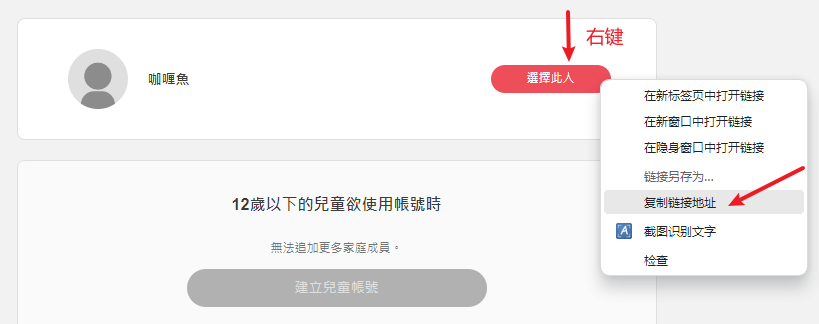 右键
咖喱魚
選擇此人
在新标签页中打开链接
在新窗口中打开链接
在隐身窗口中打开链接
链接另存为...
复制链接地址
截图识别文字
检查
12歲以下的兒童欲使用帳號時
無法追加更多家庭成員。
建立兒童帳號